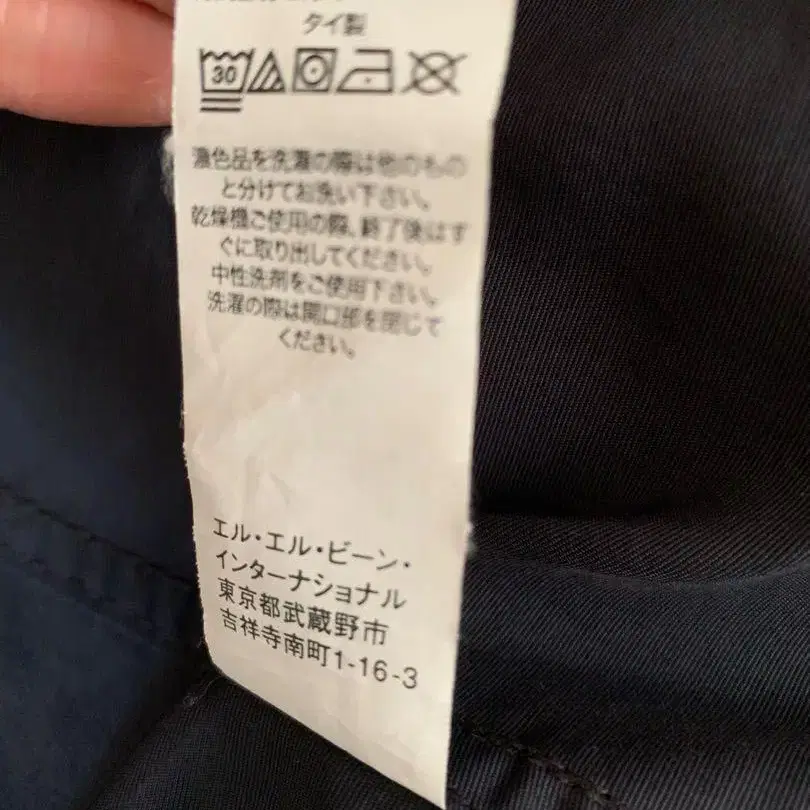 タイ製
30
濃色品を洗濯の際は他のもの
と分けてお洗い下さい。
乾燥機ご使用の際、終了後はす
ぐに取り出してください。
中性洗剤をご使用下さい。
洗濯の際は開口部を閉じて
ください。
エル・エル・ビーン・
インターナショナル
東京都武蔵野市
吉祥寺南町1-16-3